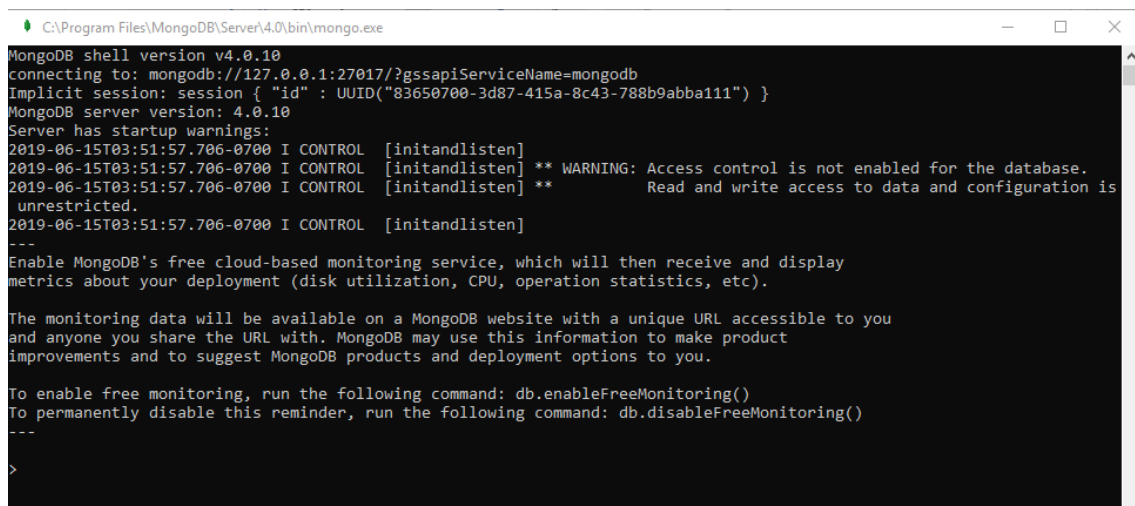 C:\Program Files\MongoDB\Server\4.0\bin\mongo.exe
MongoDB shell version v4.0.10
connecting to: mongodb://127.0.0.1:27017/?gssapiServiceName=mongodb
Implicit session: session { "id" : UUID("83650700-3d87-415a-8c43-788b9abba111") }
MongoDB server version: 4.0.10
Server has startup warnings:
2019-06-15T03:51:57.706-0700 I CONTROL  [initandlisten]
2019-06-15T03:51:57.706-0700 I CONTROL  [initandlisten] ** WARNING: Access control is not enabled for the database.
2019-06-15T03:51:57.706-0700 I CONTROL  [initandlisten] **          Read and write access to data and configuration is
 unrestricted.
2019-06-15T03:51:57.706-0700 I CONTROL  [initandlisten]
---
Enable MongoDB's free cloud-based monitoring service, which will then receive and display
metrics about your deployment (disk utilization, CPU, operation statistics, etc).

The monitoring data will be available on a MongoDB website with a unique URL accessible to you
and anyone you share the URL with. MongoDB may use this information to make product
improvements and to suggest MongoDB products and deployment options to you.

To enable free monitoring, run the following command: db.enableFreeMonitoring()
To permanently disable this reminder, run the following command: db.disableFreeMonitoring()
---

>